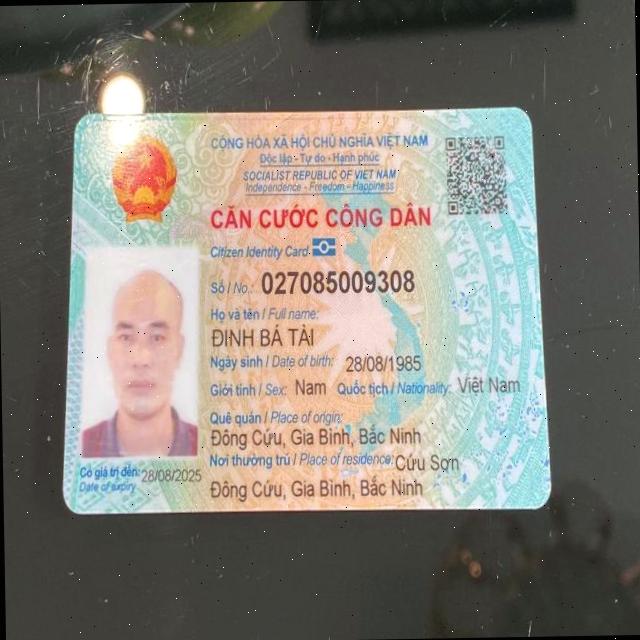 CỘNG HÒA XÃ HỘI CHỦ NGHĨA VIỆT NAM
Độc lập - Tự do - Hạnh phúc
SOCIALIST REPUBLIC OF VIET NAM
Independence - Freedom - Happiness
CĂN CƯỚC CÔNG DÂN
Citizen Identity Card
Số / No.: 027085009308
Họ và tên / Full name:
ĐINH BÁ TÀI
Ngày sinh / Date of birth: 28/08/1985
Giới tính / Sex: Nam Quốc tịch / Nationality: Việt Nam
Quê quán / Place of origin:
Đông Cứu, Gia Bình, Bắc Ninh
Nơi thường trú / Place of residence: Cứu Sơn
Đông Cứu, Gia Bình, Bắc Ninh
Có giá trị đến: 28/08/2025
Date of expiry